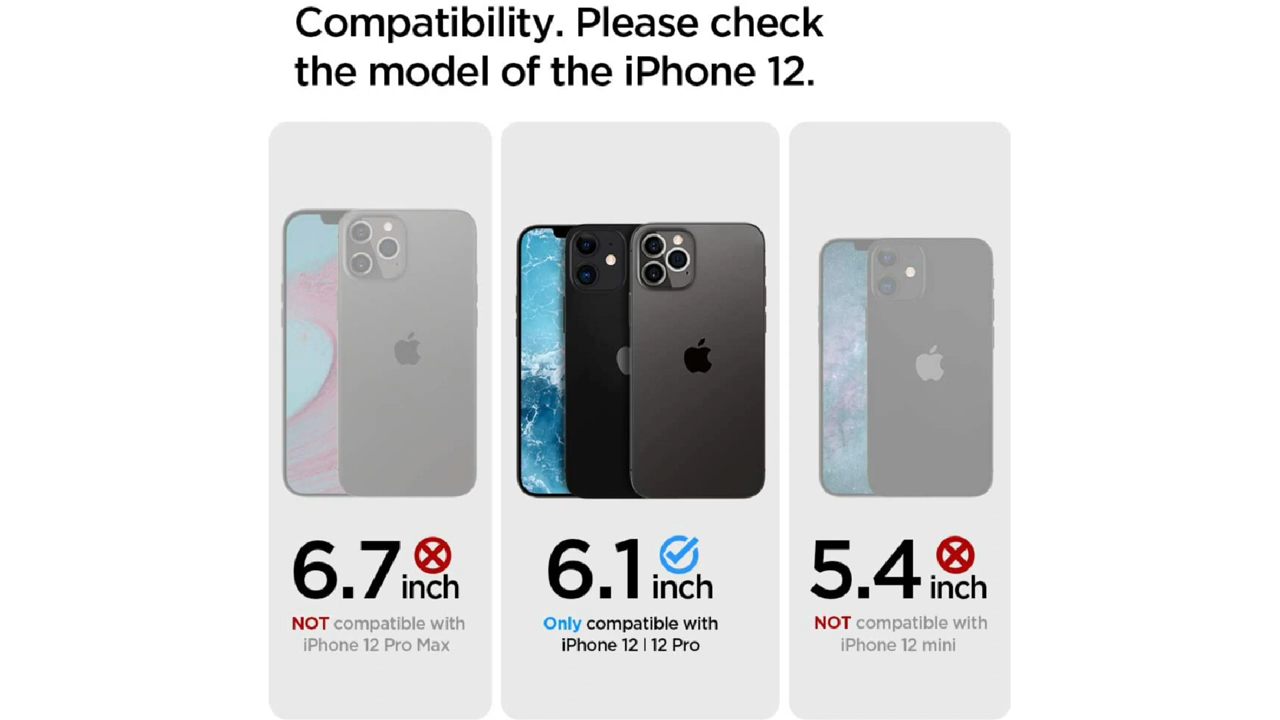 Compatibility. Please check
the model of the iPhone 12.
6.7 inch
NOT compatible with
iPhone 12 Pro Max
6.1 inch
Only compatible with
iPhone 12 | 12 Pro
5.4 inch
NOT compatible with
iPhone 12 mini